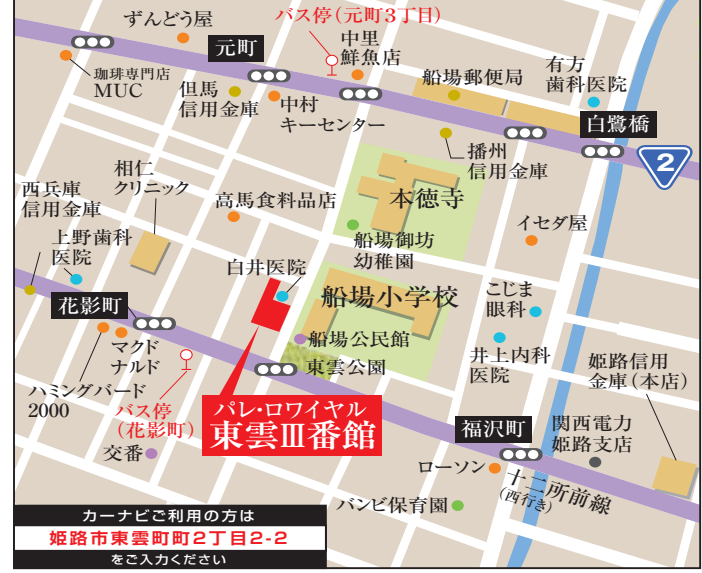 ずんどう屋
バス停(元町3丁目)
元町
中里
鮮魚店
珈琲専門店
MUC
但馬
信用金庫
中村
キーセンター
船場郵便局
有方
歯科医院
白鷺橋
2
播州
信用金庫
相仁
クリニック
西兵庫
信用金庫
高馬食料品店
本徳寺
船場御坊
幼稚園
イセダ屋
上野歯科
医院
白井医院
船場小学校
こじま
眼科
花影町
船場公民館
東雲公園
井上内科
医院
マクド
ナルド
ハミングバード
2000
バス停
(花影町)
交番
パレ・ロワイヤル
東雲Ⅲ番館
姫路信用
金庫(本店)
福沢町
関西電力
姫路支店
ローソン
十二所前線
(西行き)
バンビ保育園
カーナビご利用の方は
姫路市東雲町町2丁目2-2
をご入力ください